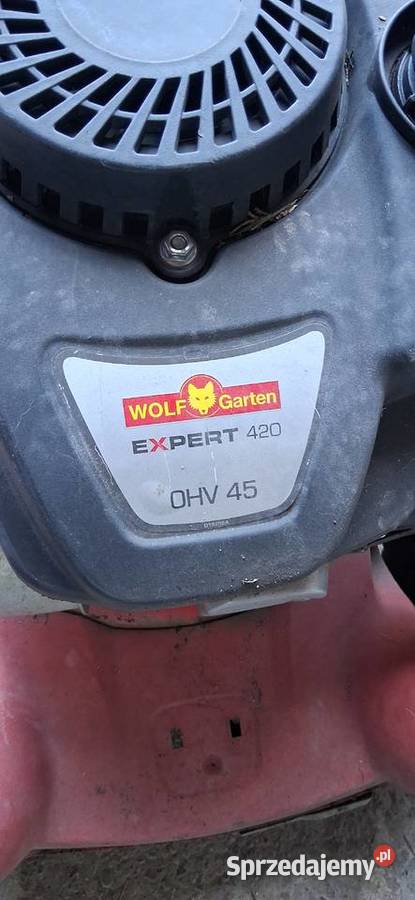 WOLF Garten
EXPERT 420
OHV 45
Sprzedajemy.pl